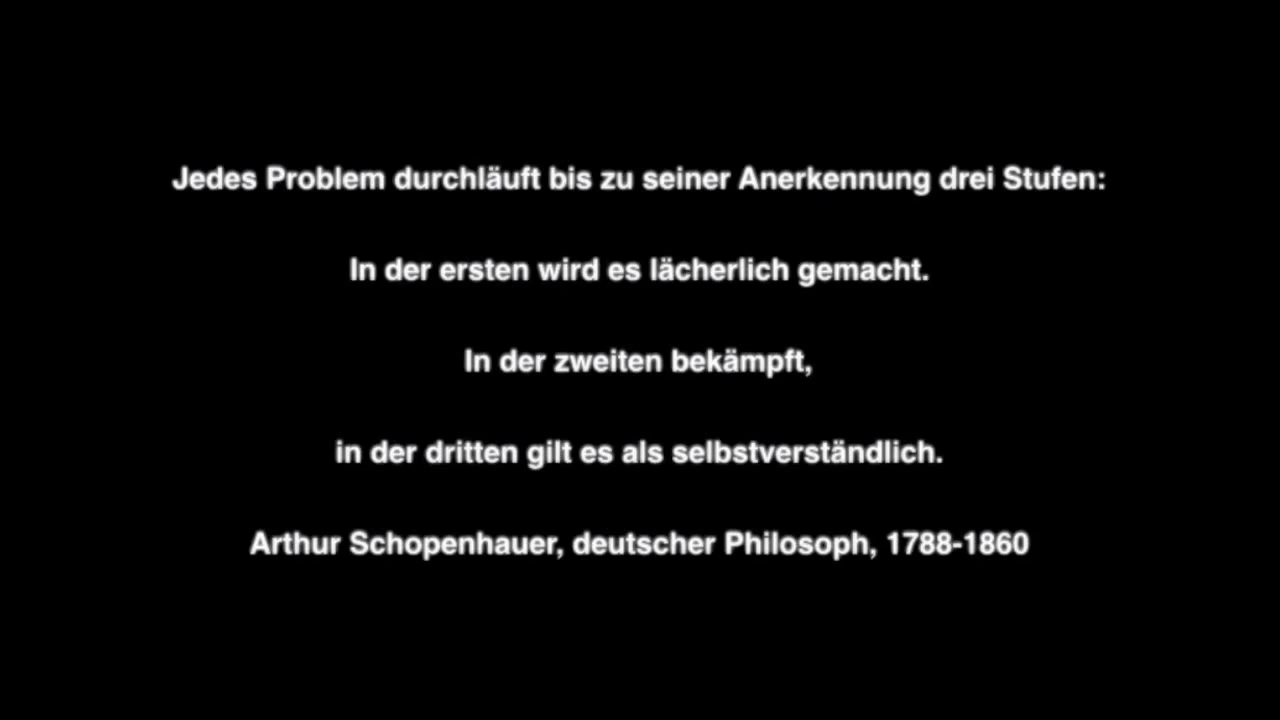 Jedes Problem durchläuft bis zu seiner Anerkennung drei Stufen:
In der ersten wird es lächerlich gemacht.
In der zweiten bekämpft,
in der dritten gilt es als selbstverständlich.
Arthur Schopenhauer, deutscher Philosoph, 1788-1860